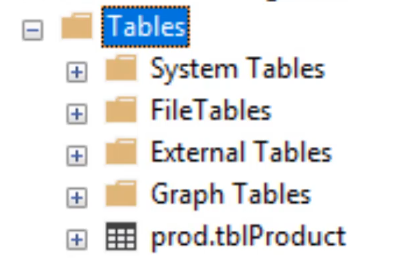 Tables
System Tables
FileTables
External Tables
Graph Tables
prod.tblProduct